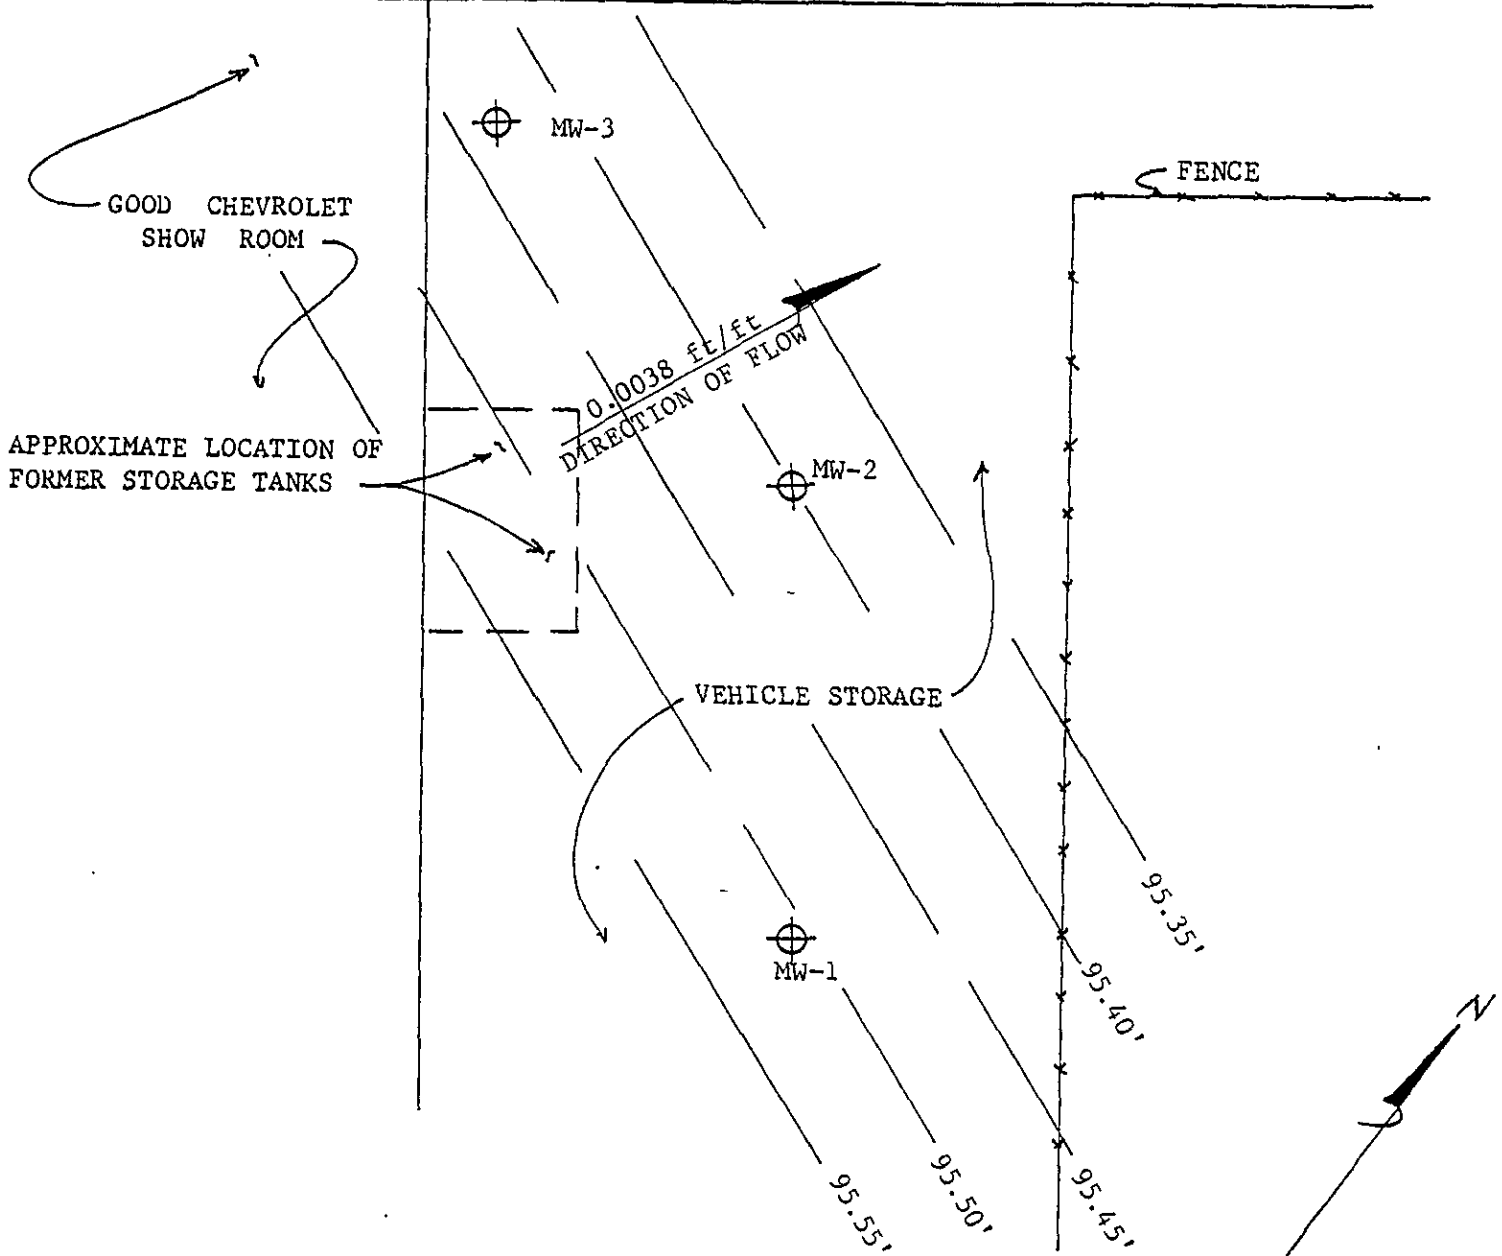 MW-3
FENCE
GOOD CHEVROLET
SHOW ROOM
0.0038 ft/ft
DIRECTION OF FLOW
APPROXIMATE LOCATION OF
FORMER STORAGE TANKS
MW-2
VEHICLE STORAGE
95.35'
MW-1
95.40'
N
95.45'
95.50'
95.55'